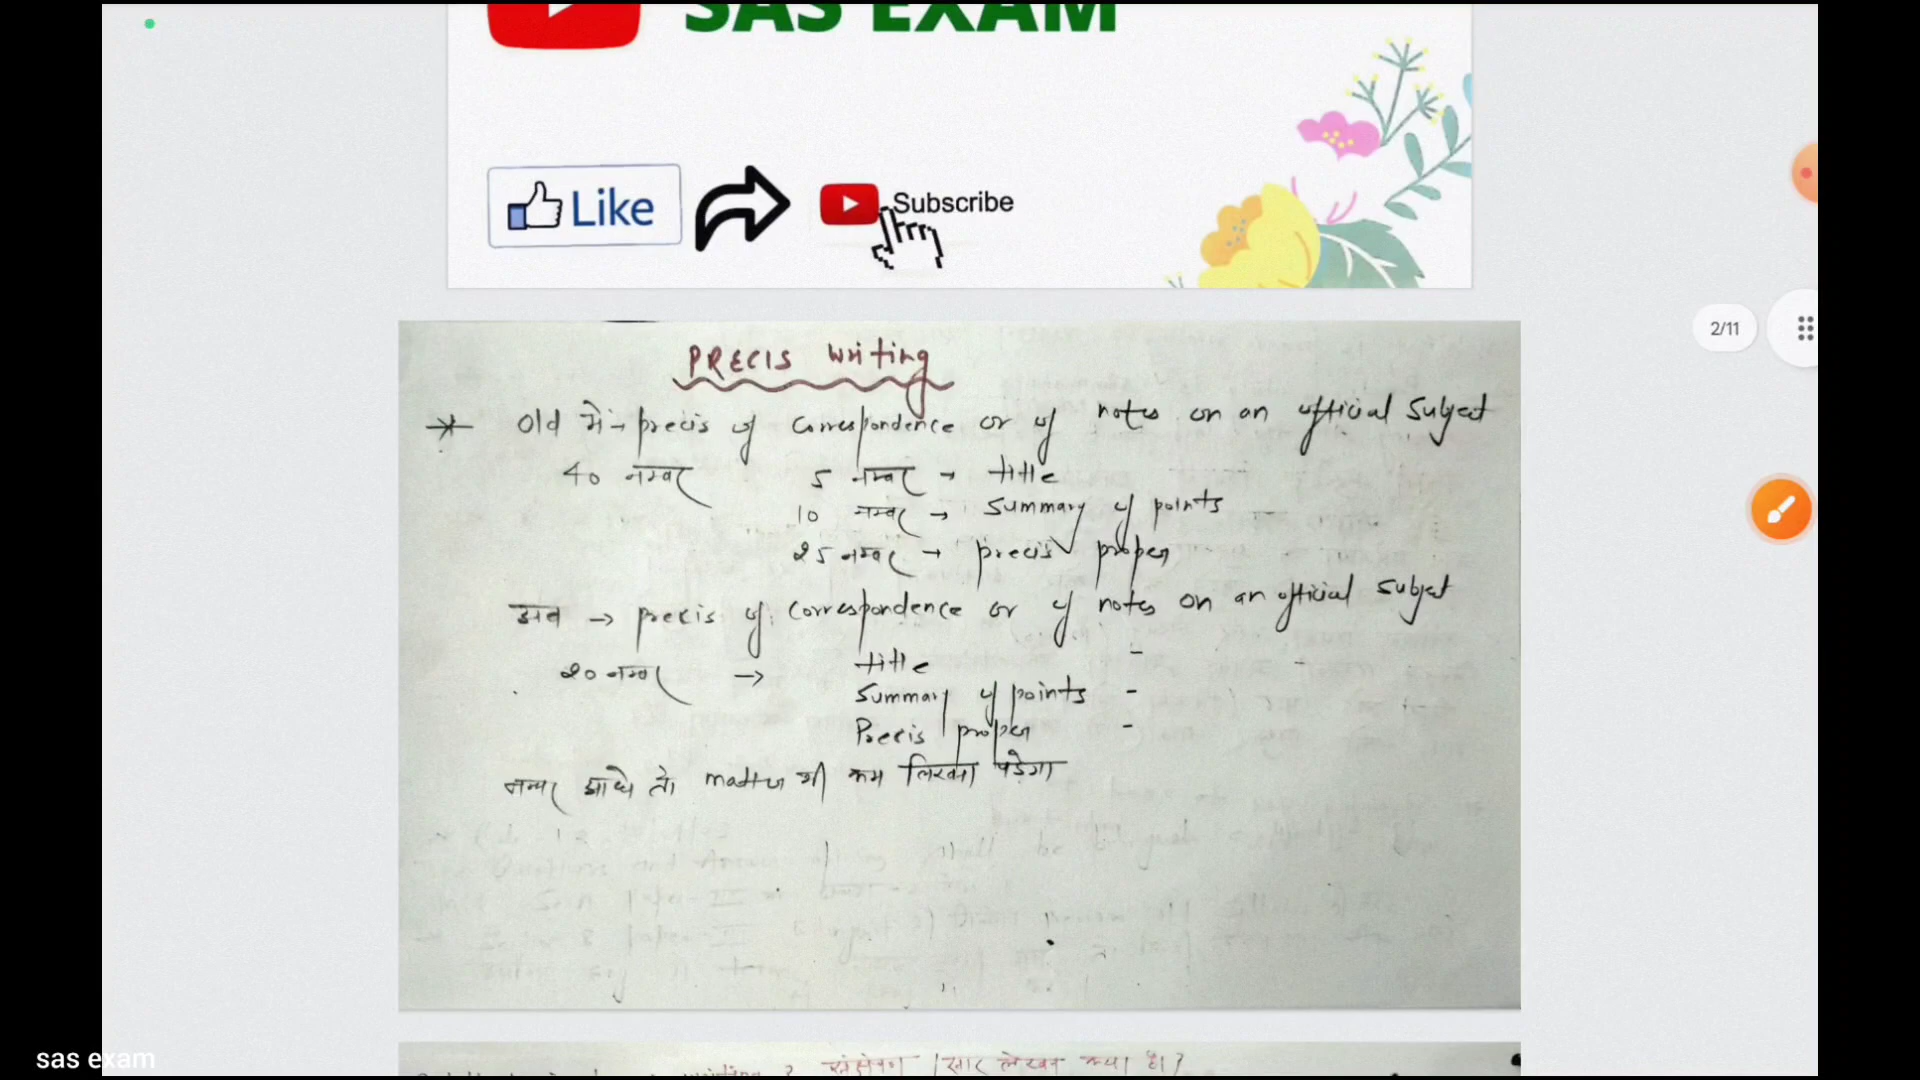 SAS EXAM
Like
Subscribe
2/11
PRECIS Writing
Old में → precis of correspondence or of notes on an official Subject
40 नम्बर 5 नम्बर → title
10 नम्बर → Summary of points
25 नम्बर → precis proper
अब → precis of correspondence or of notes on an official subject
20 नम्बर → title -
Summary of points -
Precis proper -
नम्बर आधे तो matter भी कम लिखना पड़ेगा
सार लेखन क्या है।?
sas exam